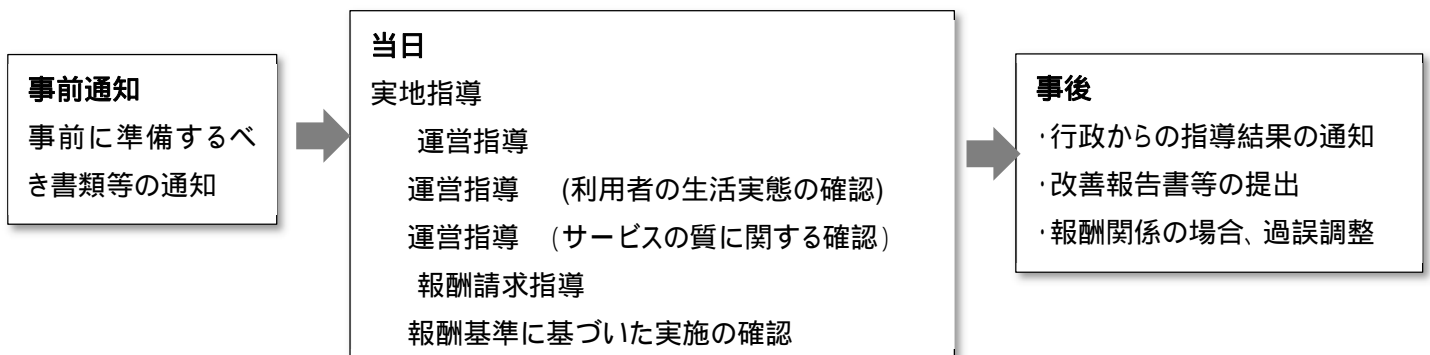 事前通知
事前に準備するべ
き書類等の通知
当日
実地指導
運営指導
運営指導 (利用者の生活実態の確認)
運営指導 (サービスの質に関する確認)
報酬請求指導
報酬基準に基づいた実施の確認
事後
・行政からの指導結果の通知
・改善報告書等の提出
・報酬関係の場合、過誤調整